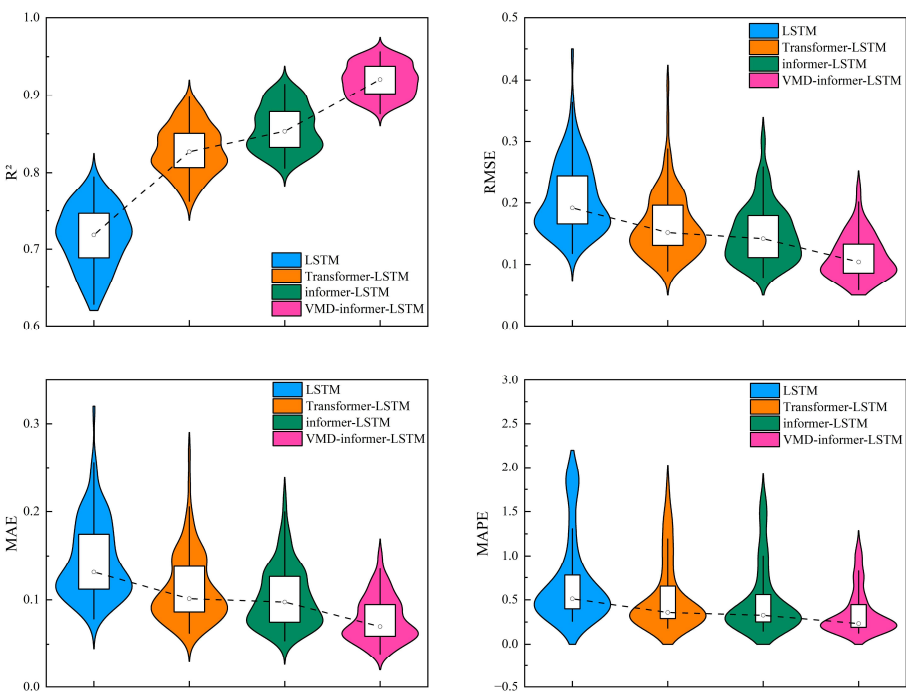 1.0
0.9
0.8
0.7
0.6
R²
LSTM
Transformer-LSTM
informer-LSTM
VMD-informer-LSTM
0.5
0.4
0.3
0.2
0.1
0.0
RMSE
LSTM
Transformer-LSTM
informer-LSTM
VMD-informer-LSTM
0.3
0.2
0.1
0.0
MAE
LSTM
Transformer-LSTM
informer-LSTM
VMD-informer-LSTM
3.0
2.5
2.0
1.5
1.0
0.5
0.0
−0.5
MAPE
LSTM
Transformer-LSTM
informer-LSTM
VMD-informer-LSTM